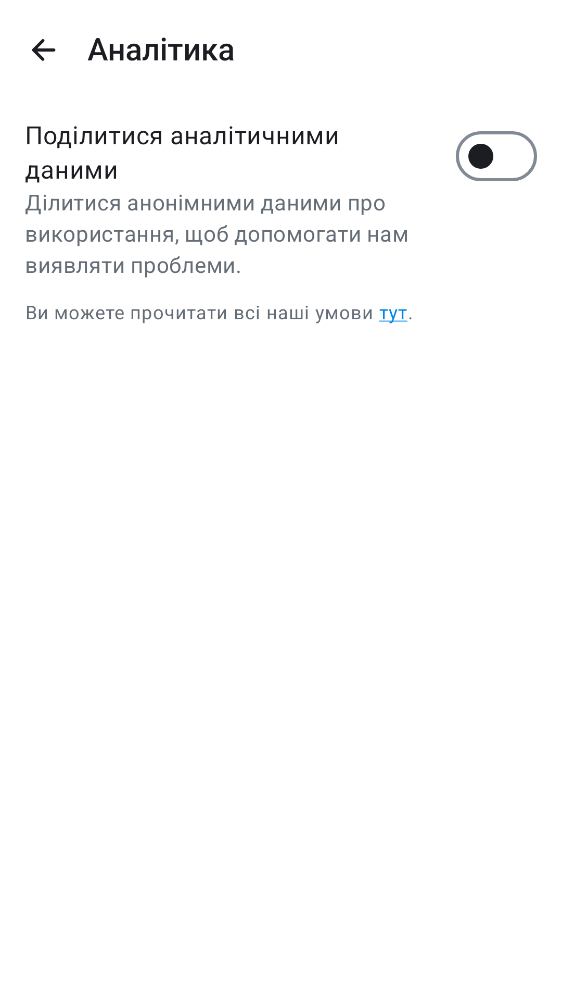 Аналітика
Поділитися аналітичними
даними
Ділитися анонімними даними про
використання, щоб допомогати нам
виявляти проблеми.
Ви можете прочитати всі наші умови тут.